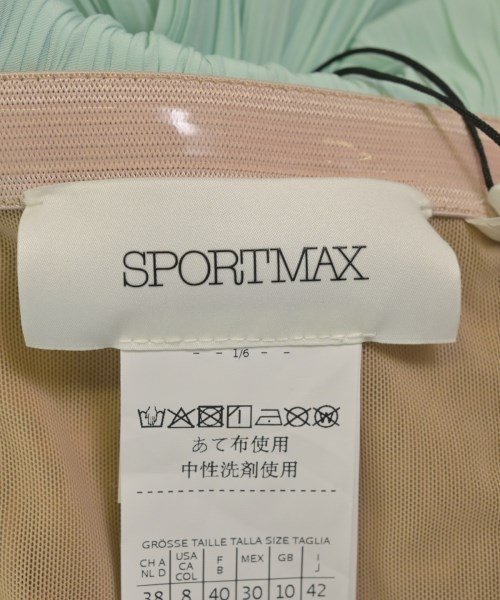 SPORTMAX
- - 1/6 - -
あて布使用
中性洗剤使用
GRÖSSE TAILLE TALLA SIZE TAGLIA
CH A NL D | USA CA COL | F B | MEX | GB | I J
38 | 8 | 40 | 30 | 10 | 42